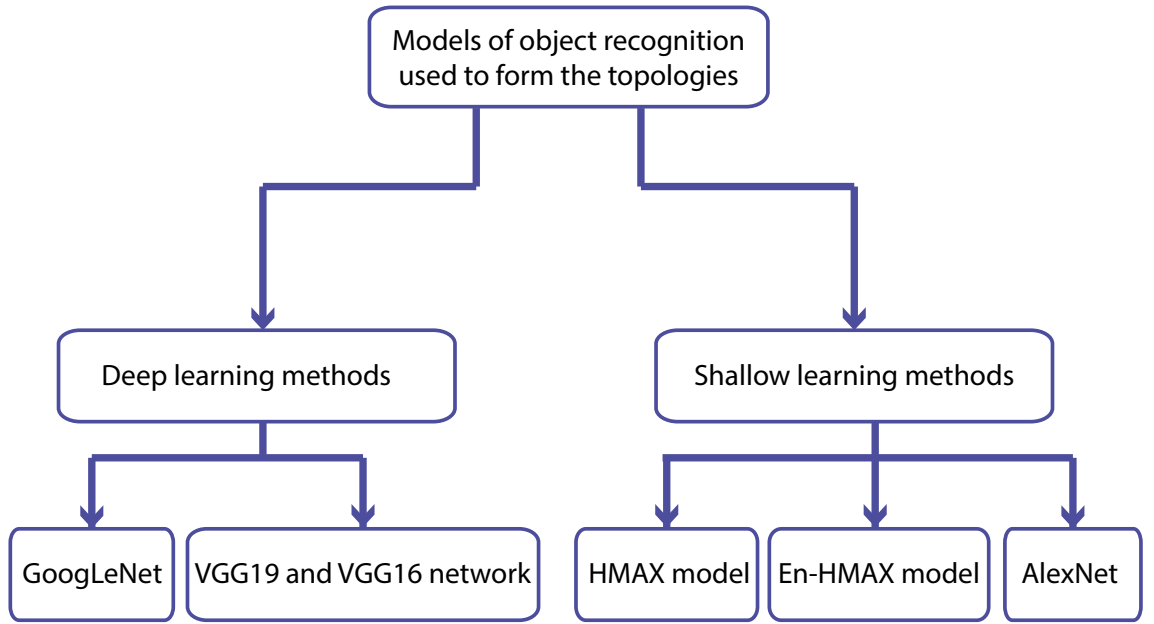 Models of object recognition
used to form the topologies
Deep learning methods
Shallow learning methods
GoogLeNet
VGG19 and VGG16 network
HMAX model
En-HMAX model
AlexNet